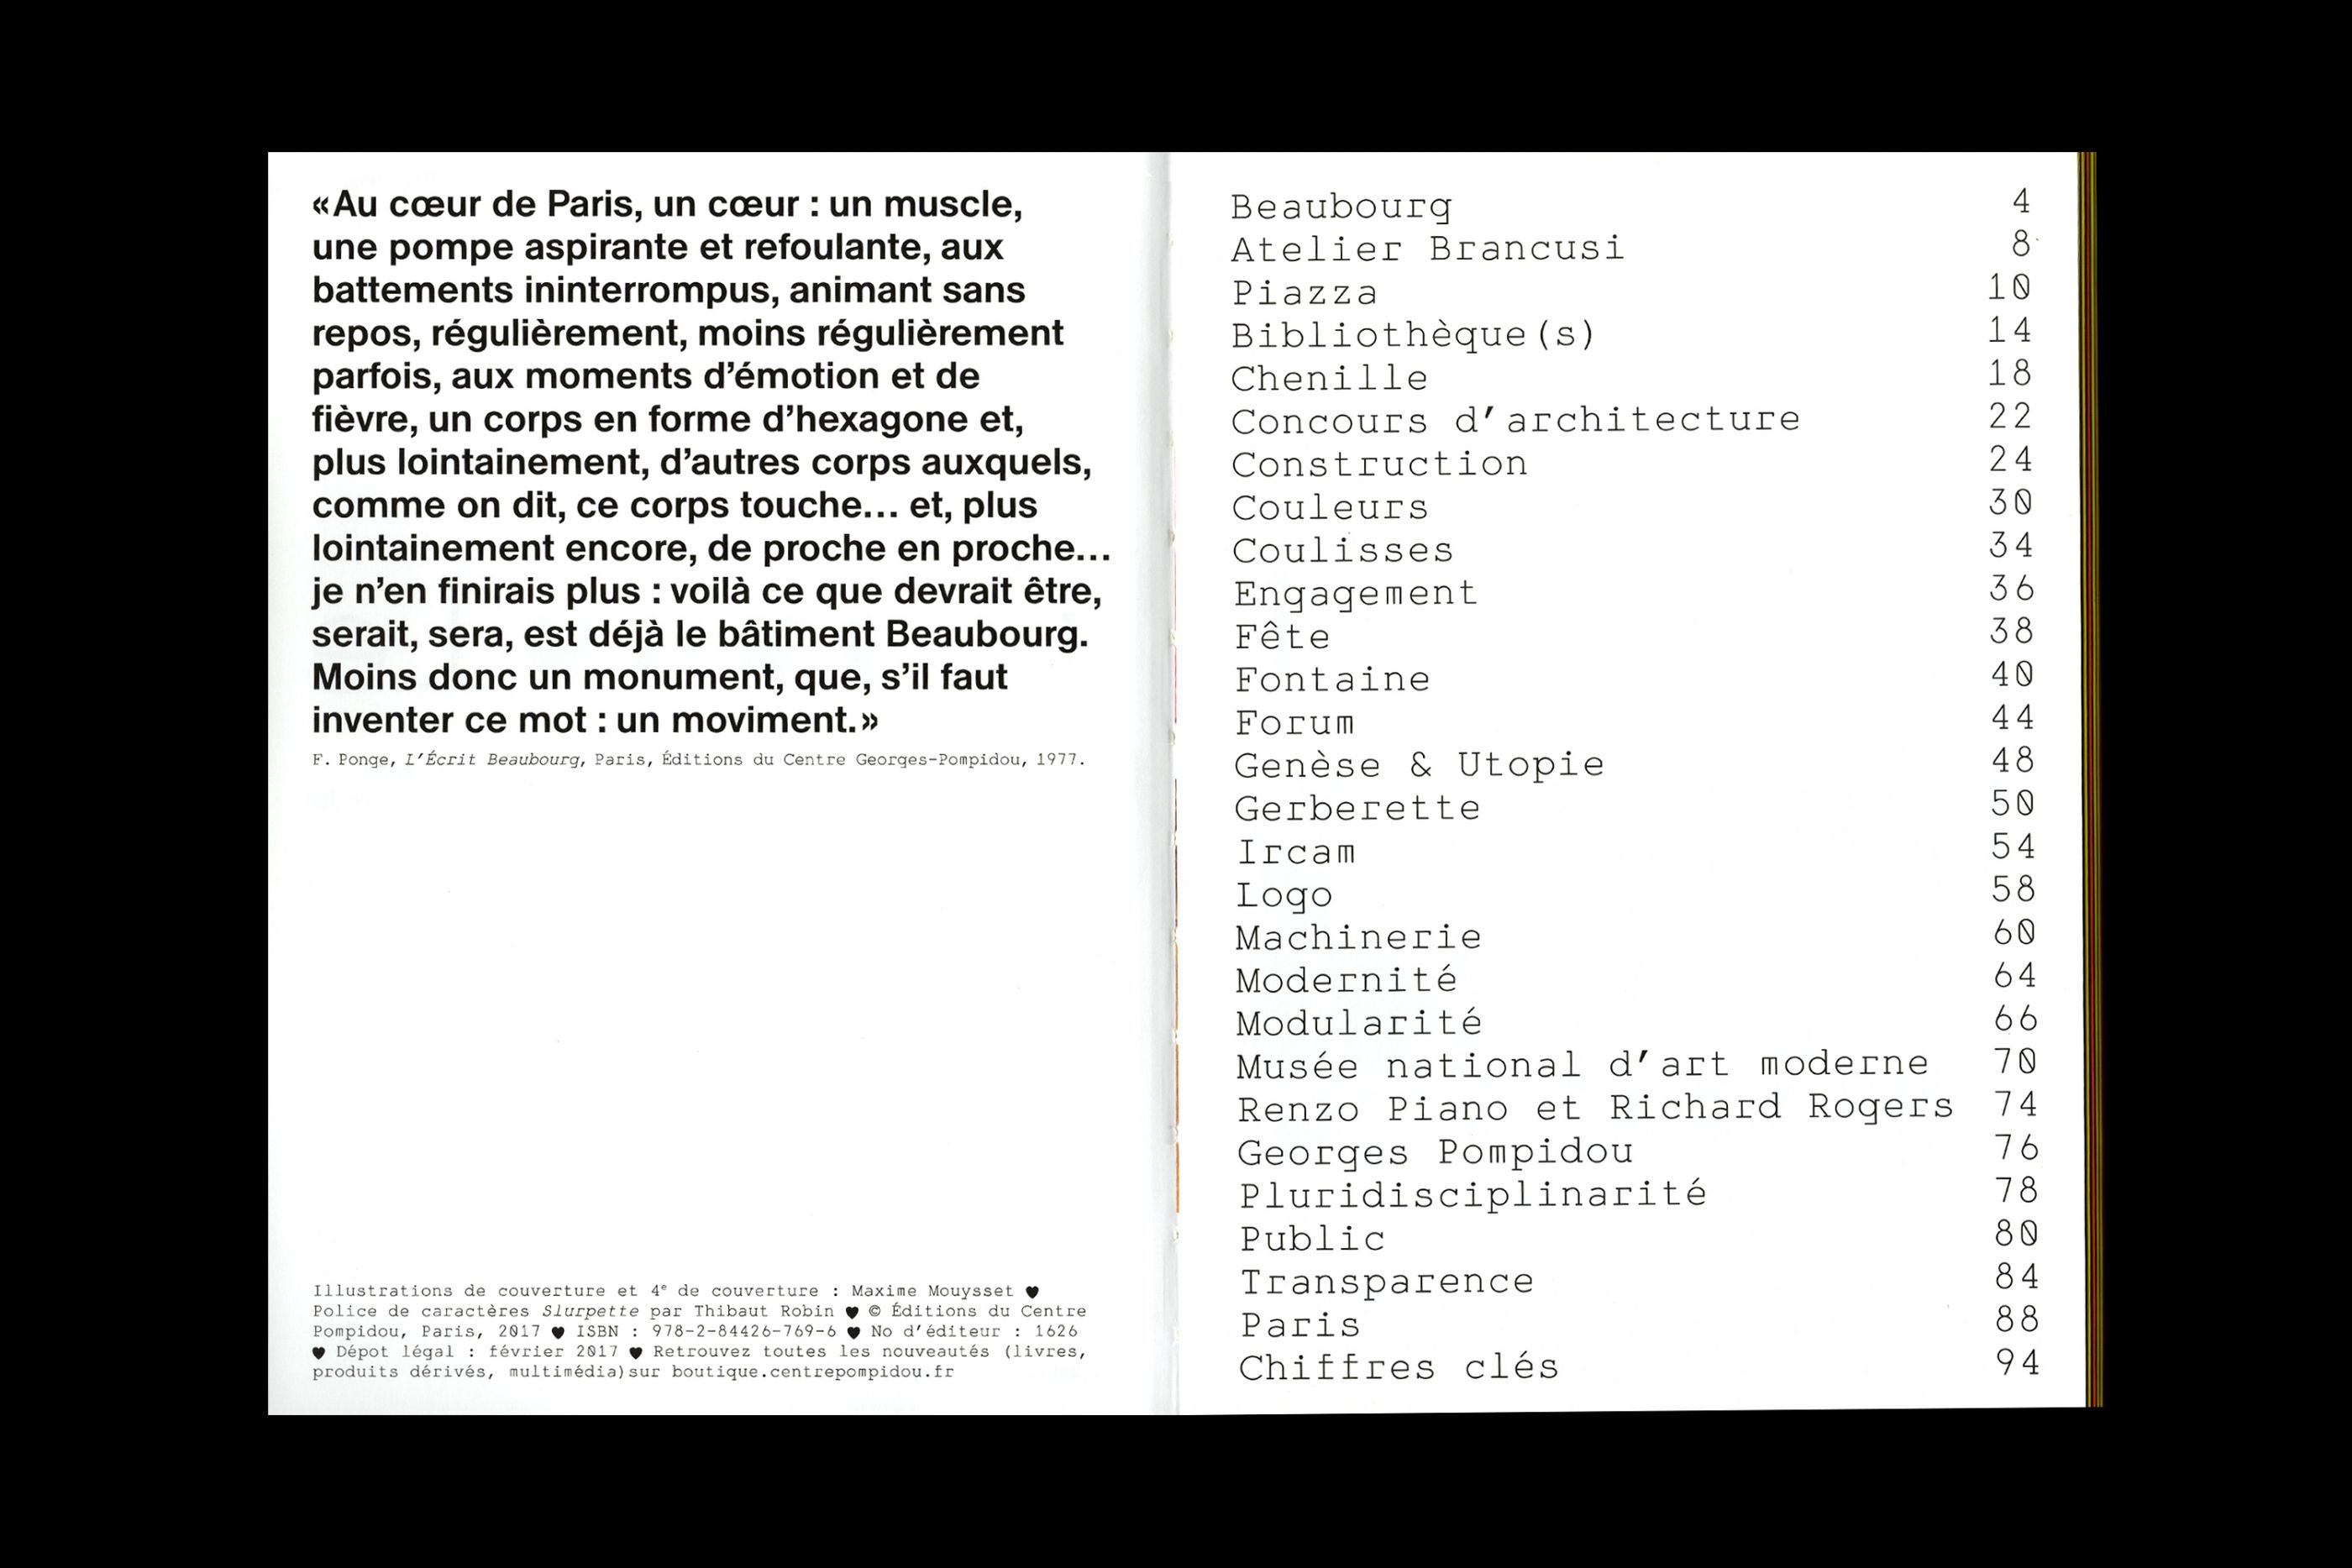 «Au cœur de Paris, un cœur : un muscle,
une pompe aspirante et refoulante, aux
battements ininterrompus, animant sans
repos, régulièrement, moins régulièrement
parfois, aux moments d’émotion et de
fièvre, un corps en forme d’hexagone et,
plus lointainement, d’autres corps auxquels,
comme on dit, ce corps touche… et, plus
lointainement encore, de proche en proche…
je n’en finirais plus : voilà ce que devrait être,
serait, sera, est déjà le bâtiment Beaubourg.
Moins donc un monument, que, s’il faut
inventer ce mot : un moviment.»
F. Ponge, L’Écrit Beaubourg, Paris, Éditions du Centre Georges-Pompidou, 1977.
Illustrations de couverture et 4e de couverture : Maxime Mouysset ♥
Police de caractères Slurpette par Thibaut Robin ♥ © Éditions du Centre
Pompidou, Paris, 2017 ♥ ISBN : 978-2-84426-769-6 ♥ No d’éditeur : 1626
♥ Dépot légal : février 2017 ♥ Retrouvez toutes les nouveautés (livres,
produits dérivés, multimédia)sur boutique.centrepompidou.fr
Beaubourg 4
Atelier Brancusi 8
Piazza 10
Bibliothèque(s) 14
Chenille 18
Concours d’architecture 22
Construction 24
Couleurs 30
Coulisses 34
Engagement 36
Fête 38
Fontaine 40
Forum 44
Genèse & Utopie 48
Gerberette 50
Ircam 54
Logo 58
Machinerie 60
Modernité 64
Modularité 66
Musée national d’art moderne 70
Renzo Piano et Richard Rogers 74
Georges Pompidou 76
Pluridisciplinarité 78
Public 80
Transparence 84
Paris 88
Chiffres clés 94